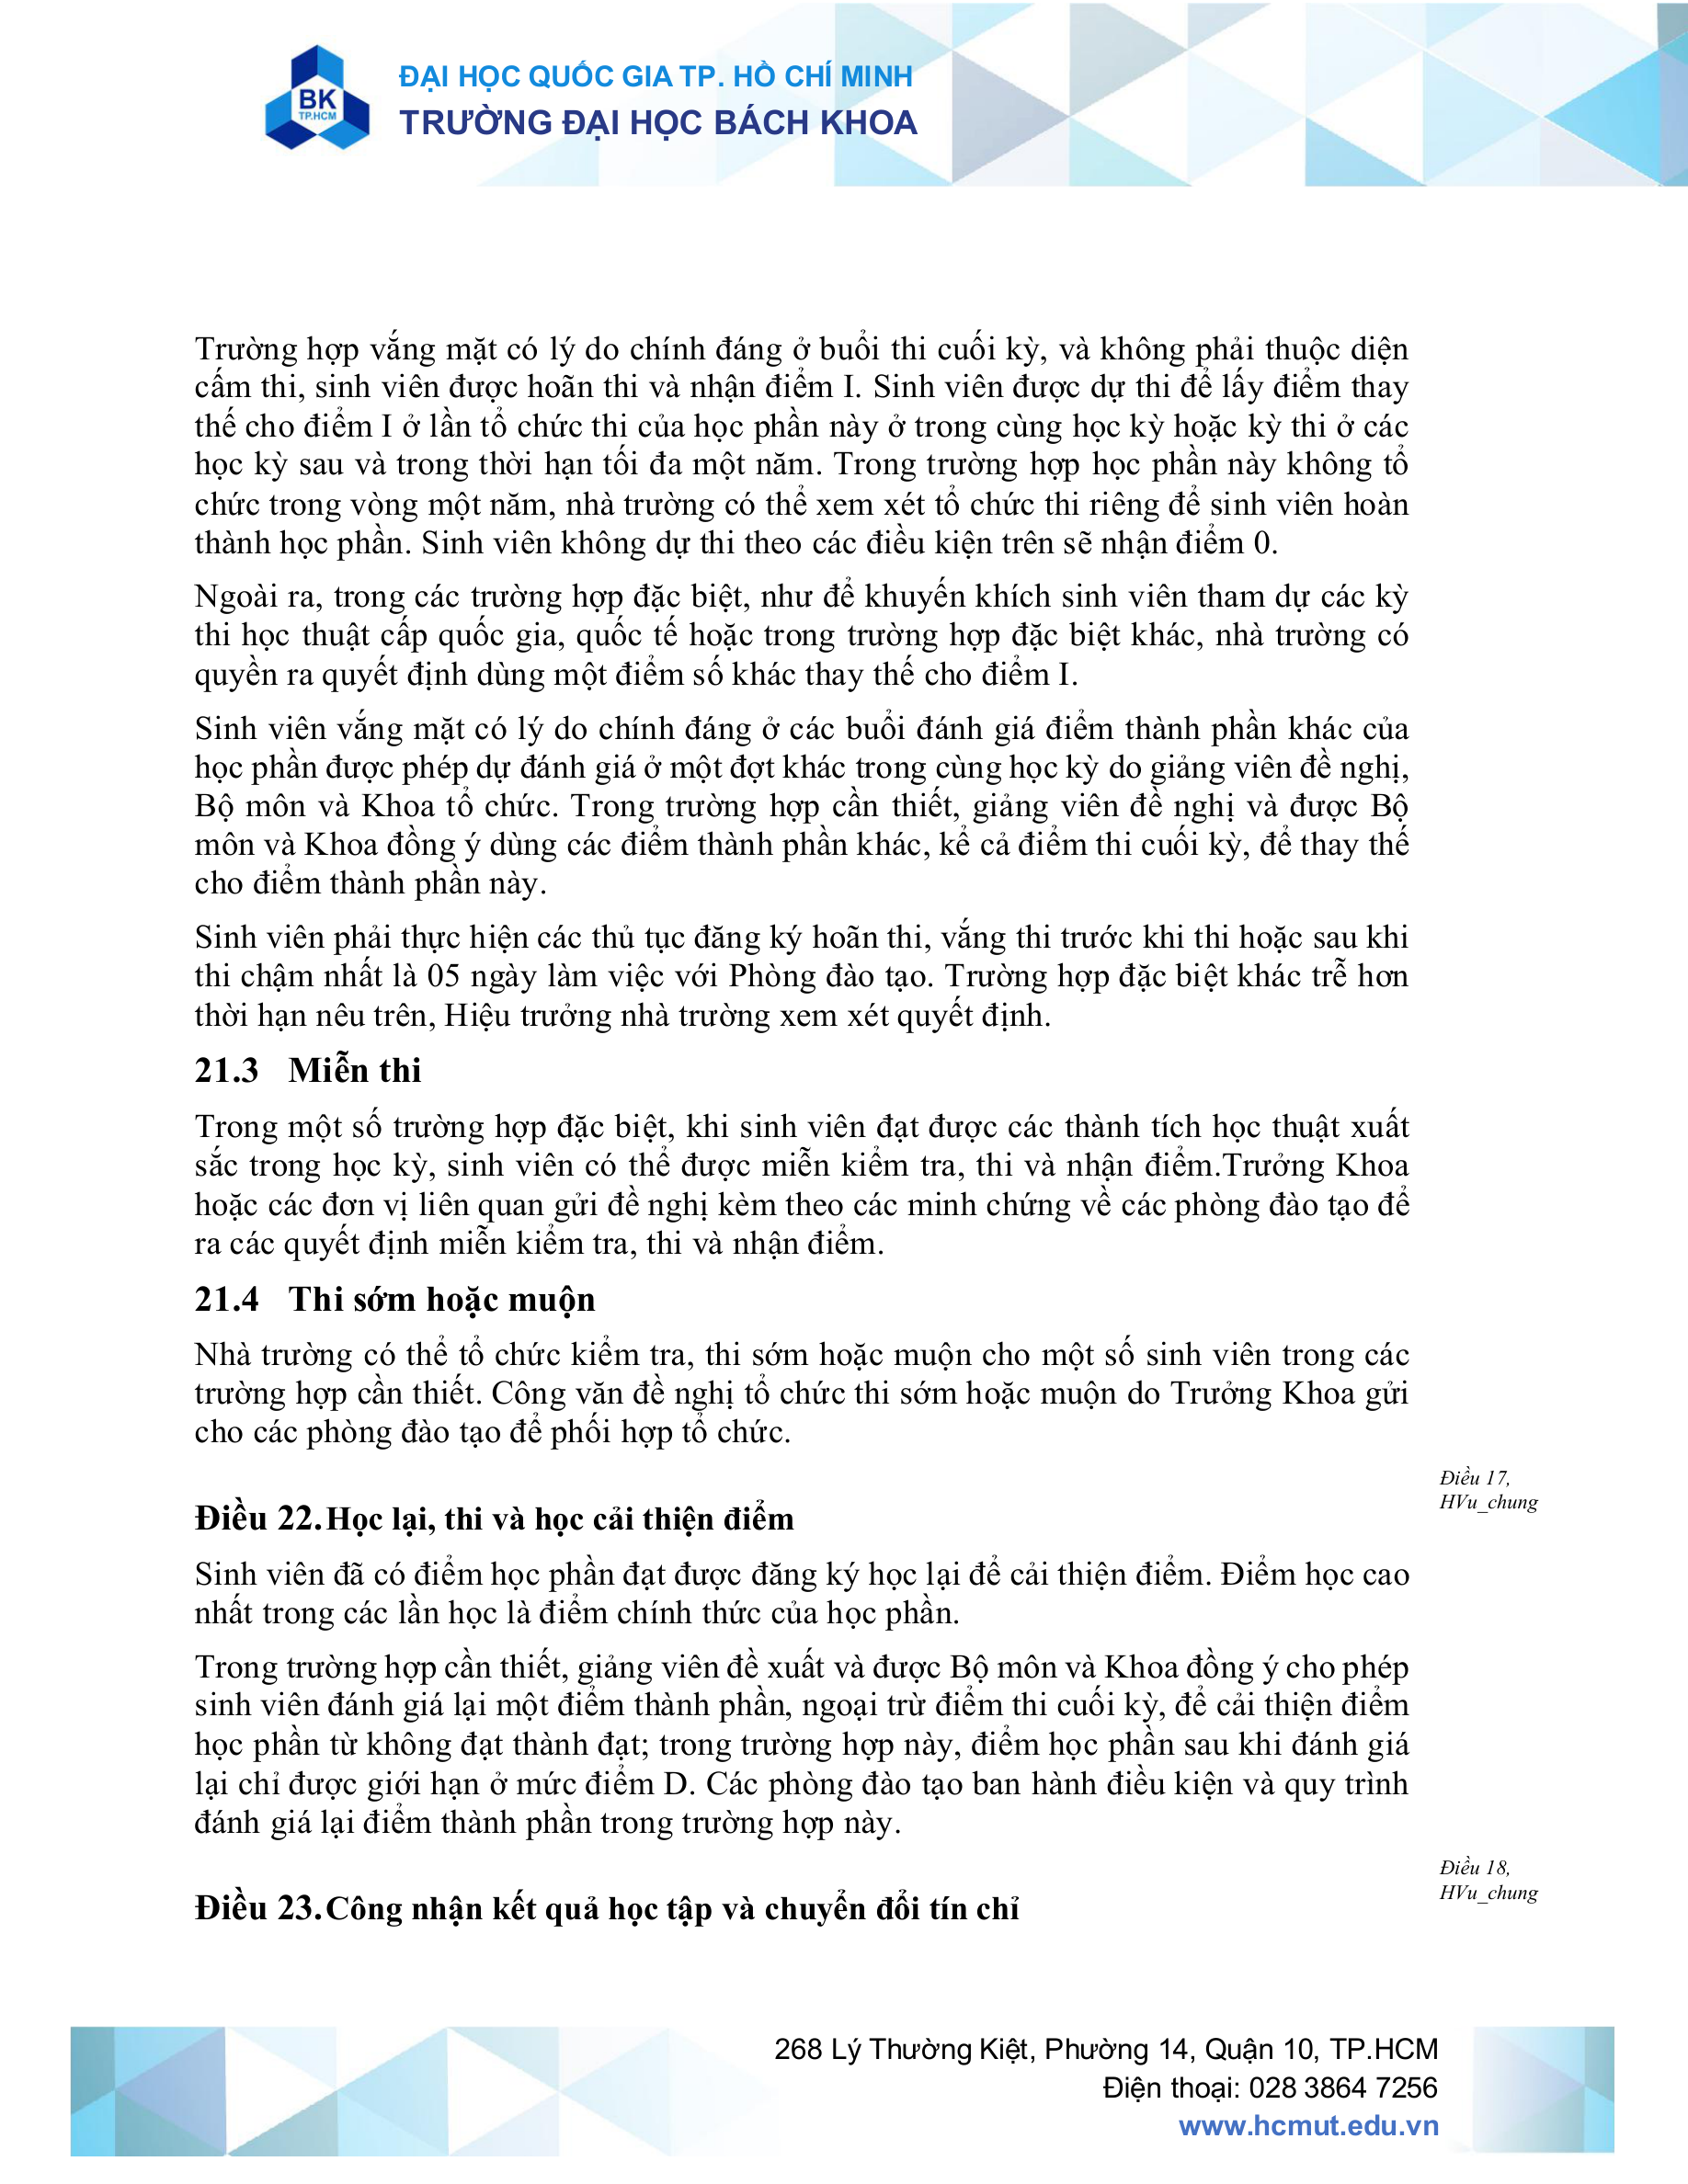 ĐẠI HỌC QUỐC GIA TP. HỒ CHÍ MINH
BK
TP.HCM
TRƯỜNG ĐẠI HỌC BÁCH KHOA
Trường hợp vắng mặt có lý do chính đáng ở buổi thi cuối kỳ, và không phải thuộc diện
cấm thi, sinh viên được hoãn thi và nhận điểm I. Sinh viên được dự thi để lấy điểm thay
thế cho điểm I ở lần tổ chức thi của học phần này ở trong cùng học kỳ hoặc kỳ thi ở các
học kỳ sau và trong thời hạn tối đa một năm. Trong trường hợp học phần này không tổ
chức trong vòng một năm, nhà trường có thể xem xét tổ chức thi riêng để sinh viên hoàn
thành học phần. Sinh viên không dự thi theo các điều kiện trên sẽ nhận điểm 0.
Ngoài ra, trong các trường hợp đặc biệt, như để khuyến khích sinh viên tham dự các kỳ
thi học thuật cấp quốc gia, quốc tế hoặc trong trường hợp đặc biệt khác, nhà trường có
quyền ra quyết định dùng một điểm số khác thay thế cho điểm I.
Sinh viên vắng mặt có lý do chính đáng ở các buổi đánh giá điểm thành phần khác của
học phần được phép dự đánh giá ở một đợt khác trong cùng học kỳ do giảng viên đề nghị,
Bộ môn và Khoa tổ chức. Trong trường hợp cần thiết, giảng viên đề nghị và được Bộ
môn và Khoa đồng ý dùng các điểm thành phần khác, kể cả điểm thi cuối kỳ, để thay thế
cho điểm thành phần này.
Sinh viên phải thực hiện các thủ tục đăng ký hoãn thi, vắng thi trước khi thi hoặc sau khi
thi chậm nhất là 05 ngày làm việc với Phòng đào tạo. Trường hợp đặc biệt khác trễ hơn
thời hạn nêu trên, Hiệu trưởng nhà trường xem xét quyết định.
21.3 Miễn thi
Trong một số trường hợp đặc biệt, khi sinh viên đạt được các thành tích học thuật xuất
sắc trong học kỳ, sinh viên có thể được miễn kiểm tra, thi và nhận điểm.Trưởng Khoa
hoặc các đơn vị liên quan gửi đề nghị kèm theo các minh chứng về các phòng đào tạo để
ra các quyết định miễn kiểm tra, thi và nhận điểm.
21.4 Thi sớm hoặc muộn
Nhà trường có thể tổ chức kiểm tra, thi sớm hoặc muộn cho một số sinh viên trong các
trường hợp cần thiết. Công văn đề nghị tổ chức thi sớm hoặc muộn do Trưởng Khoa gửi
cho các phòng đào tạo để phối hợp tổ chức.
Điều 17,
HVu_chung
Điều 22. Học lại, thi và học cải thiện điểm
Sinh viên đã có điểm học phần đạt được đăng ký học lại để cải thiện điểm. Điểm học cao
nhất trong các lần học là điểm chính thức của học phần.
Trong trường hợp cần thiết, giảng viên đề xuất và được Bộ môn và Khoa đồng ý cho phép
sinh viên đánh giá lại một điểm thành phần, ngoại trừ điểm thi cuối kỳ, để cải thiện điểm
học phần từ không đạt thành đạt; trong trường hợp này, điểm học phần sau khi đánh giá
lại chỉ được giới hạn ở mức điểm D. Các phòng đào tạo ban hành điều kiện và quy trình
đánh giá lại điểm thành phần trong trường hợp này.
Điều 18,
HVu_chung
Điều 23. Công nhận kết quả học tập và chuyển đổi tín chỉ
268 Lý Thường Kiệt, Phường 14, Quận 10, TP.HCM
Điện thoại: 028 3864 7256
www.hcmut.edu.vn